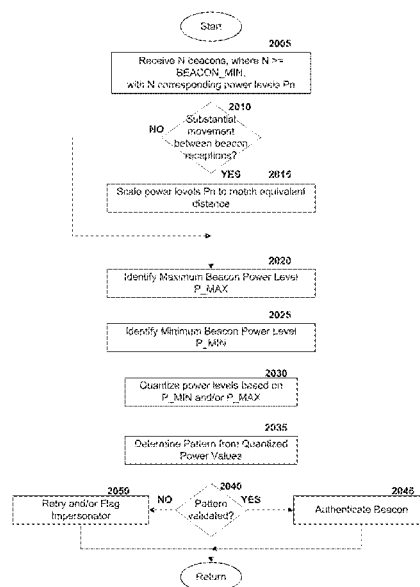 Start
2005
Receive N beacons, where N >=
BEACON_MIN,
with N corresponding power levels Pn
2010
Substantial
movement
between beacon
receptions?
NO
YES
2015
Scale power levels Pn to match equivalent
distance
2020
Identify Maximum Beacon Power Level
P_MAX
2025
Identify Minimum Beacon Power Level
P_MIN
2030
Quantize power levels based on
P_MIN and/or P_MAX
2035
Determine Pattern from Quantized
Power Values
2050
Retry and/or Flag
Impersonator
NO
2040
Pattern
validated?
YES
2045
Authenticate Beacon
Return